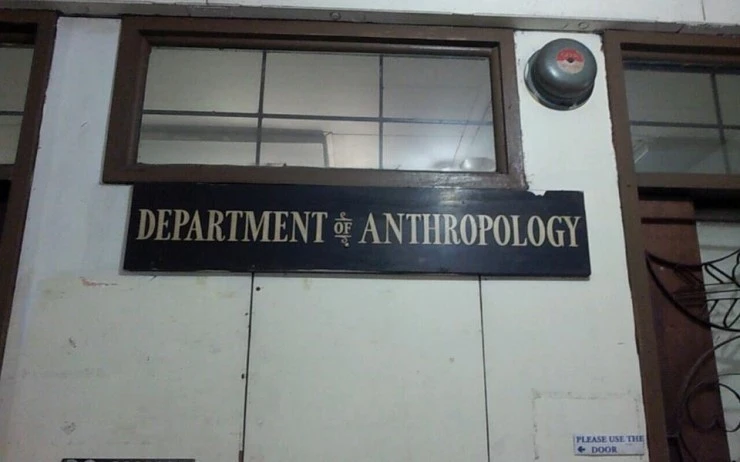 DEPARTMENT OF ANTHROPOLOGY
PLEASE USE THE
← DOOR